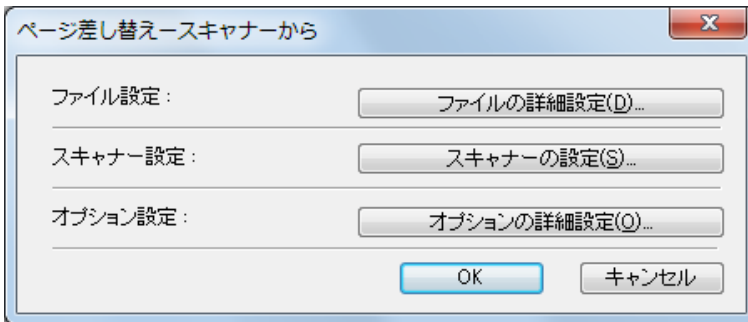 ページ差し替えースキャナーから
ファイル設定： ファイルの詳細設定(D)...
スキャナー設定： スキャナーの設定(S)...
オプション設定： オプションの詳細設定(O)...
OK キャンセル